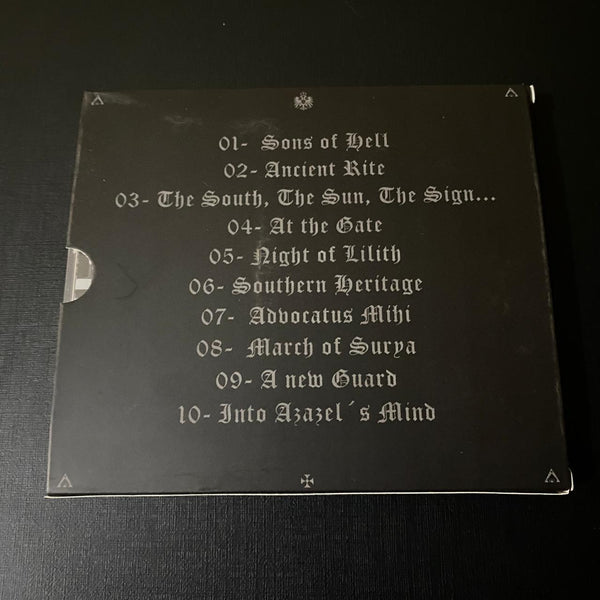 01- Sons of Hell
02- Ancient Rite
03- The South, The Sun, The Sign...
04- At the Gate
05- Night of Lilith
06- Southern Heritage
07- Advocatus Mihi
08- March of Surya
09- A new Guard
10- Into Azazel´s Mind